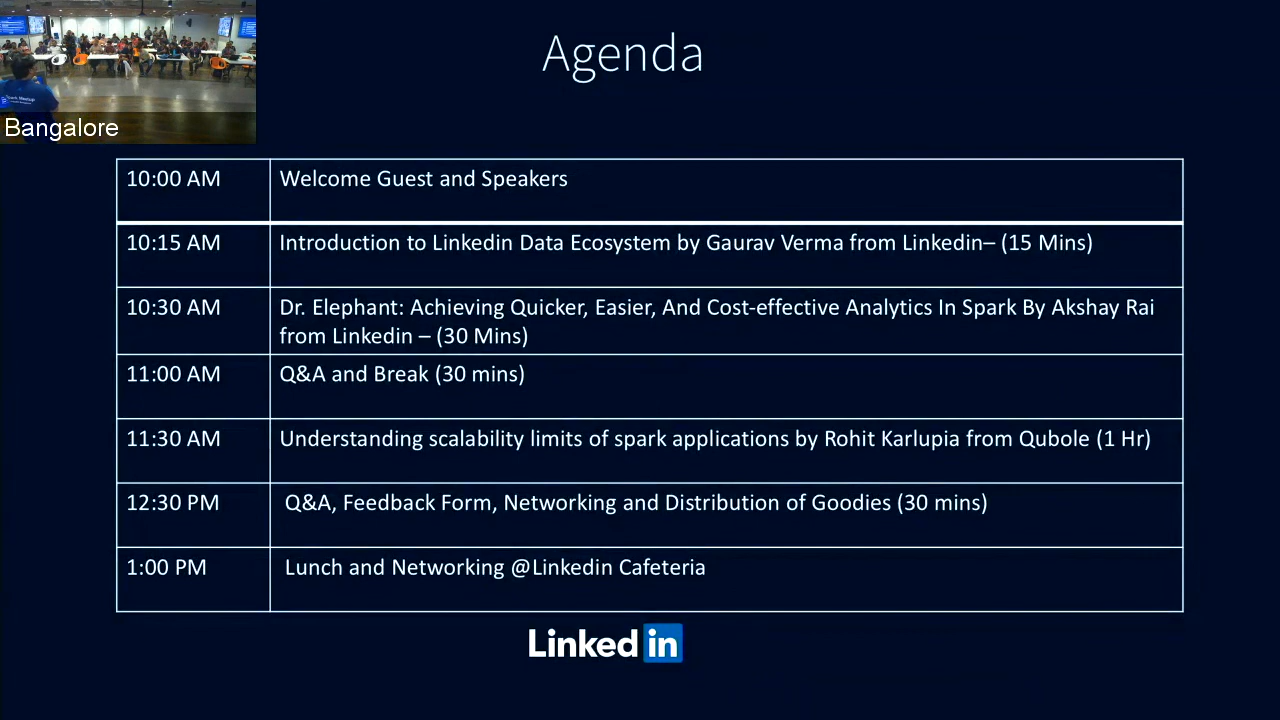 Agenda
Bangalore
10:00 AM Welcome Guest and Speakers
10:15 AM Introduction to Linkedin Data Ecosystem by Gaurav Verma from Linkedin– (15 Mins)
10:30 AM Dr. Elephant: Achieving Quicker, Easier, And Cost-effective Analytics In Spark By Akshay Rai
from Linkedin – (30 Mins)
11:00 AM Q&A and Break (30 mins)
11:30 AM Understanding scalability limits of spark applications by Rohit Karlupia from Qubole (1 Hr)
12:30 PM Q&A, Feedback Form, Networking and Distribution of Goodies (30 mins)
1:00 PM Lunch and Networking @Linkedin Cafeteria
Linked in